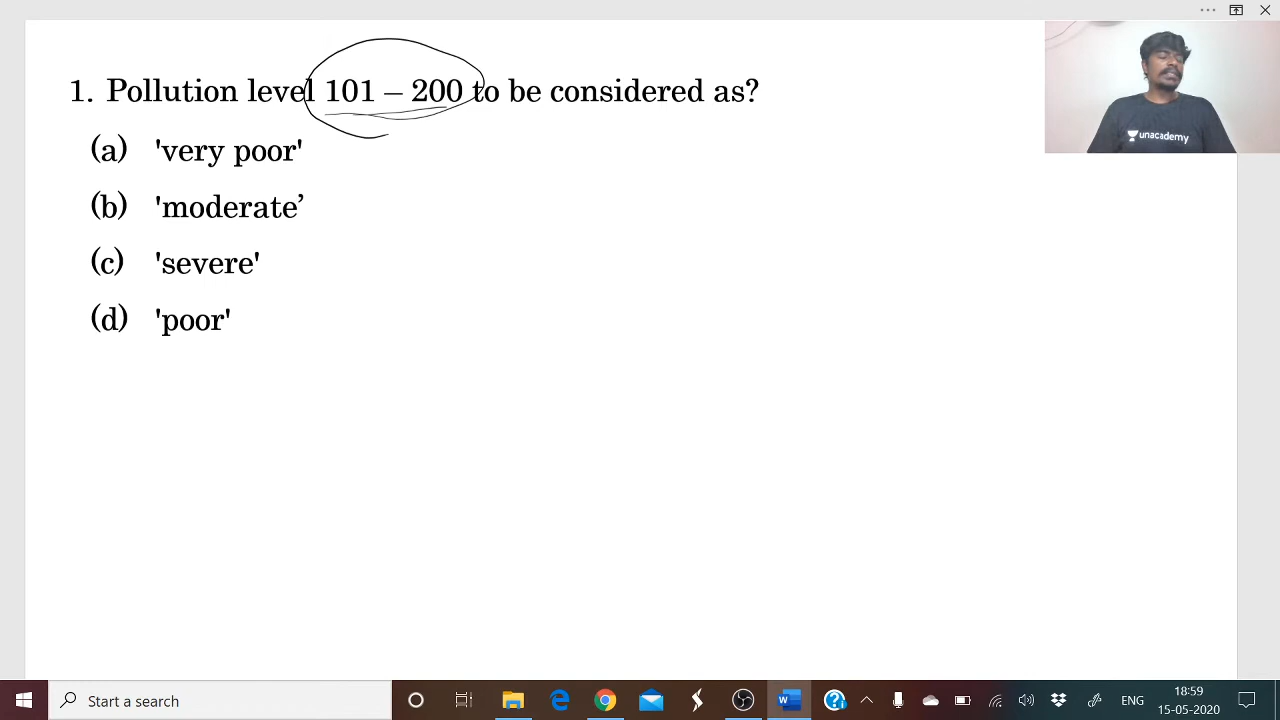 1. Pollution level 101 – 200 to be considered as?
(a) 'very poor'
(b) 'moderate’
(c) 'severe'
(d) 'poor'
unacademy
Start a search
ENG
18:59
15-05-2020